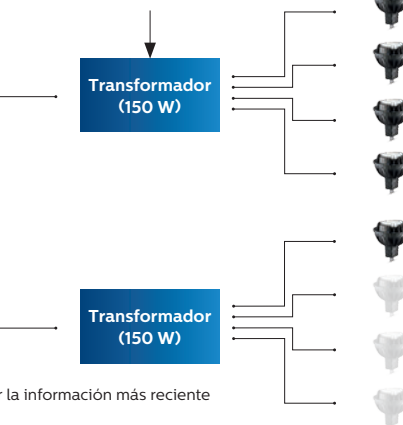 Transformador
(150 W)
Transformador
(150 W)
la información más reciente